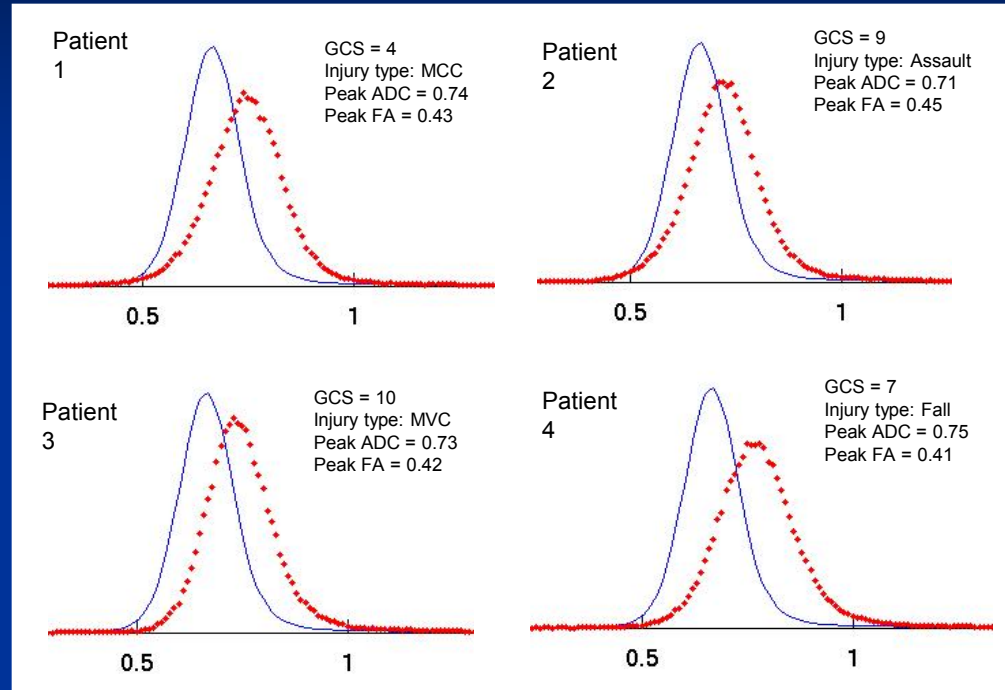 Patient
1
GCS = 4
Injury type: MCC
Peak ADC = 0.74
Peak FA = 0.43
0.5 1
Patient
2
GCS = 9
Injury type: Assault
Peak ADC = 0.71
Peak FA = 0.45
0.5 1
Patient
3
GCS = 10
Injury type: MVC
Peak ADC = 0.73
Peak FA = 0.42
0.5 1
Patient
4
GCS = 7
Injury type: Fall
Peak ADC = 0.75
Peak FA = 0.41
0.5 1